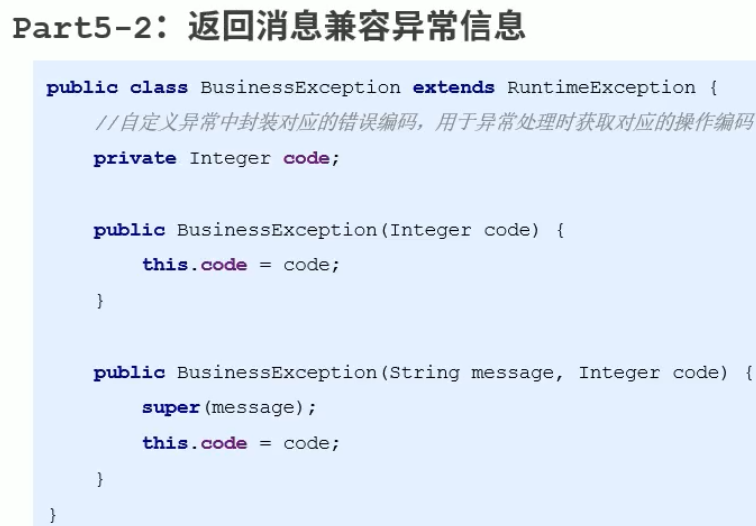 Part5-2：返回消息兼容异常信息
public class BusinessException extends RuntimeException {
//自定义异常中封装对应的错误编码，用于异常处理时获取对应的操作编码
private Integer code;
public BusinessException(Integer code) {
this.code = code;
}
public BusinessException(String message, Integer code) {
super(message);
this.code = code;
}
}